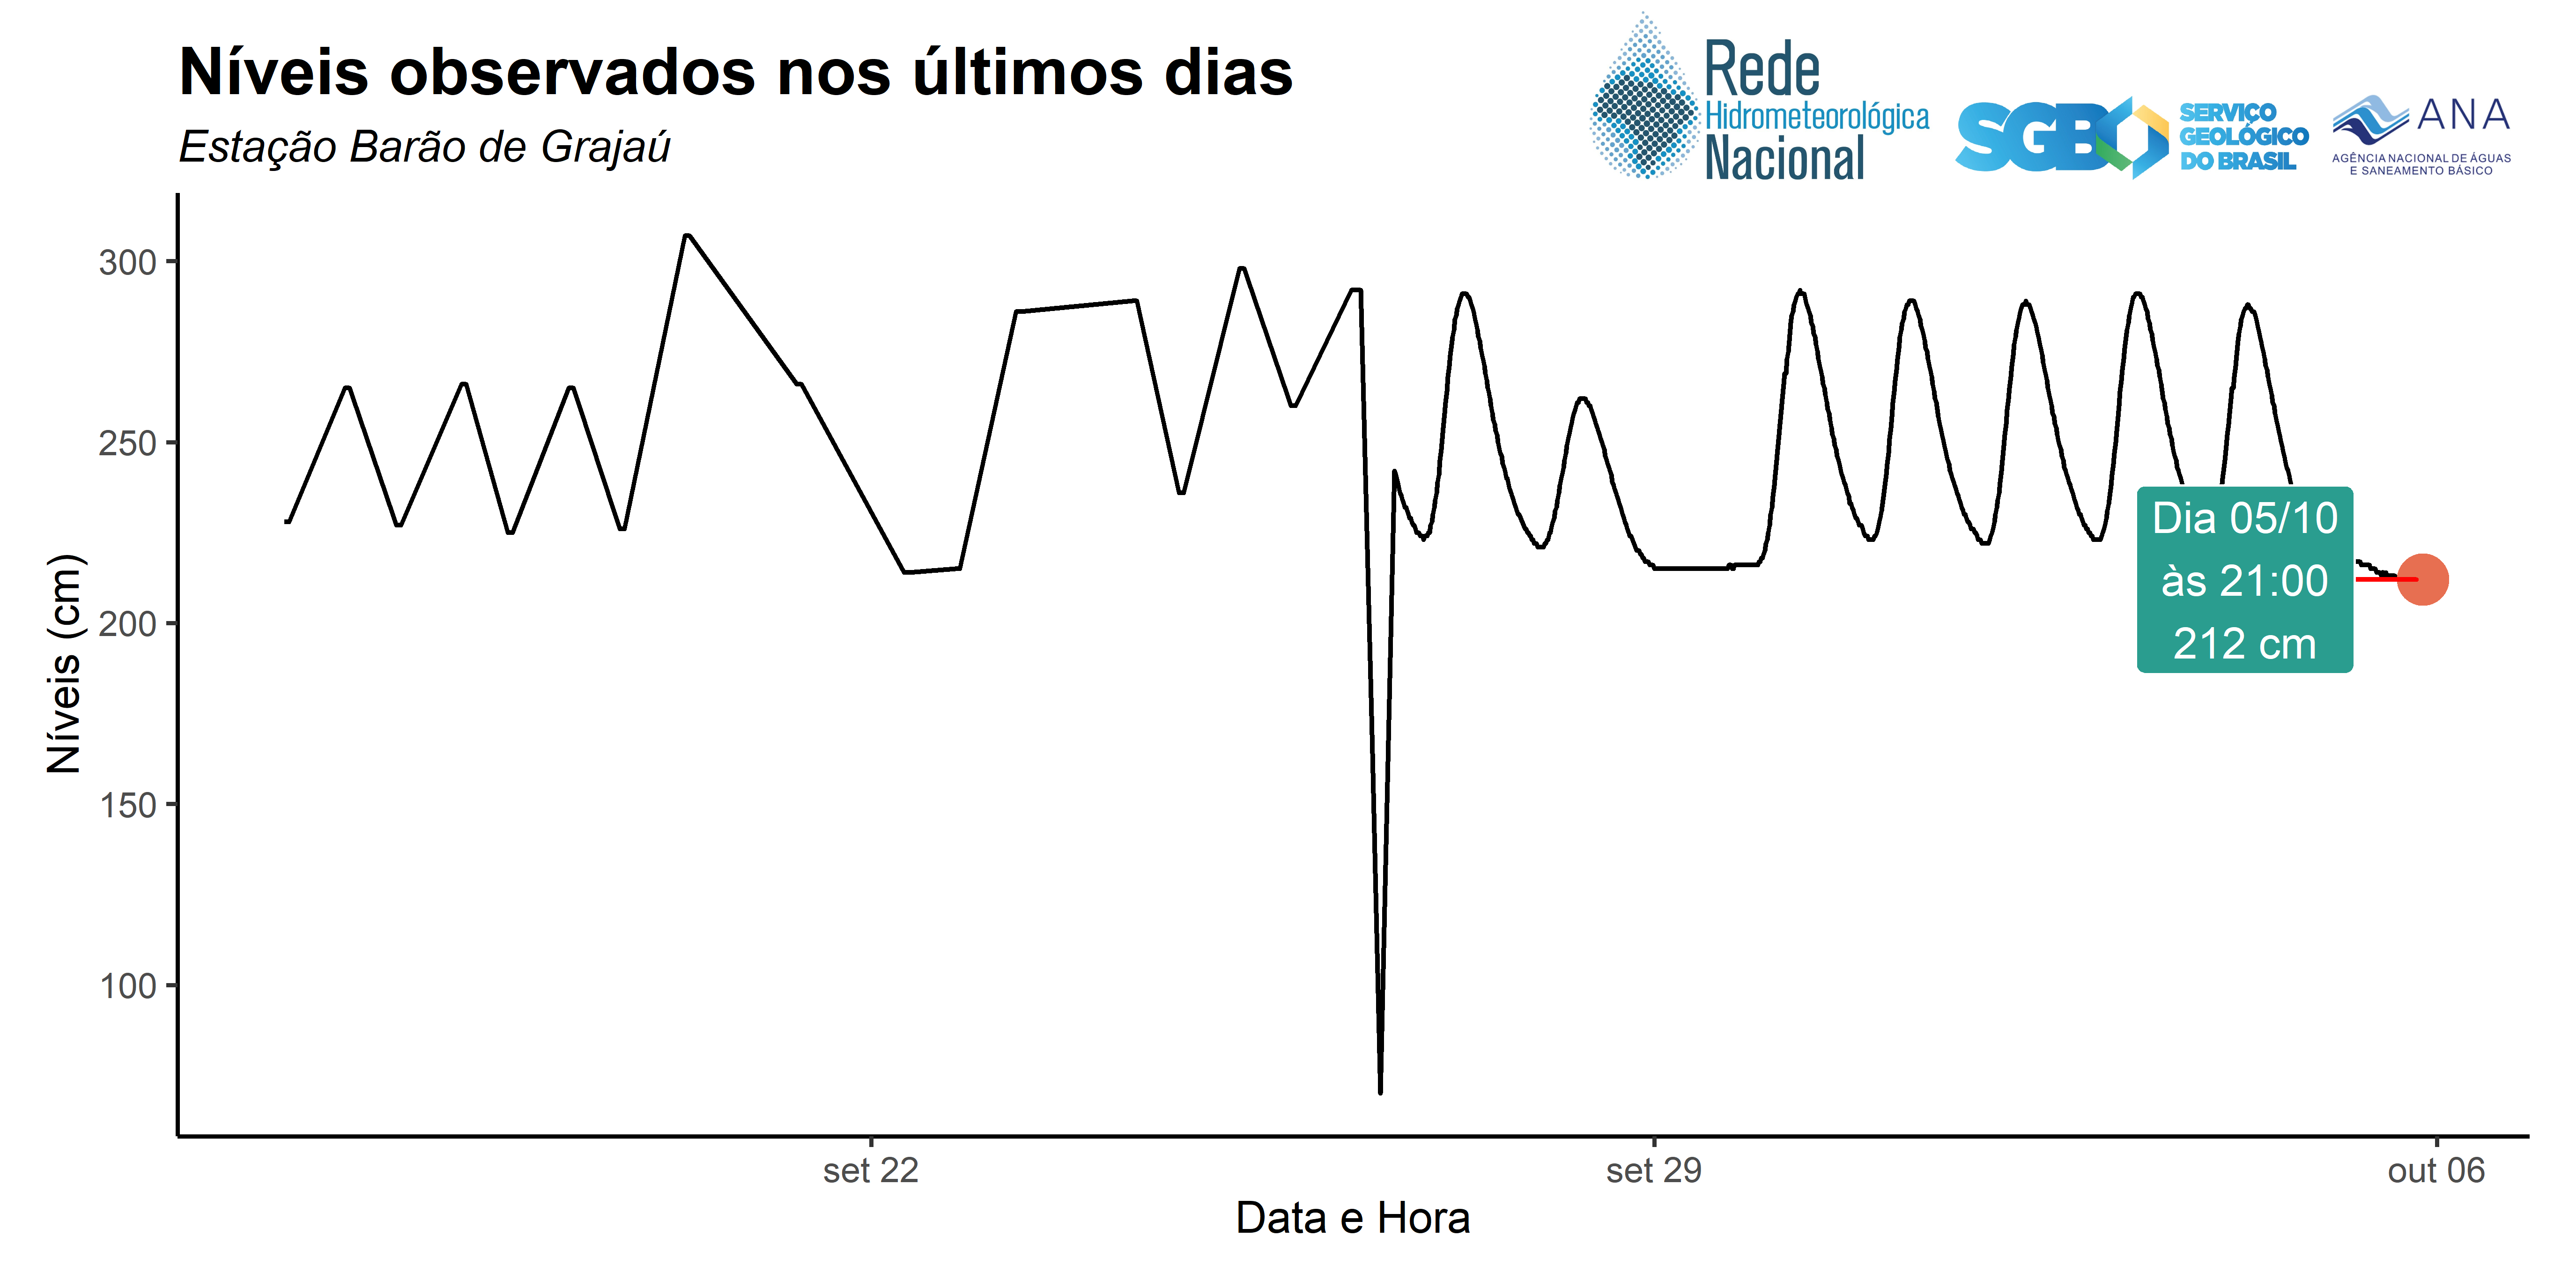 Níveis observados nos últimos dias
Estação Barão de Grajaú
Rede
Hidrometeorológica
Nacional
SGB
SERVIÇO
GEOLÓGICO
DO BRASIL
ANA
AGÊNCIA NACIONAL DE ÁGUAS
E SANEAMENTO BÁSICO
Níveis (cm)
300
250
200
150
100
Dia 05/10
às 21:00
212 cm
set 22
set 29
out 06
Data e Hora